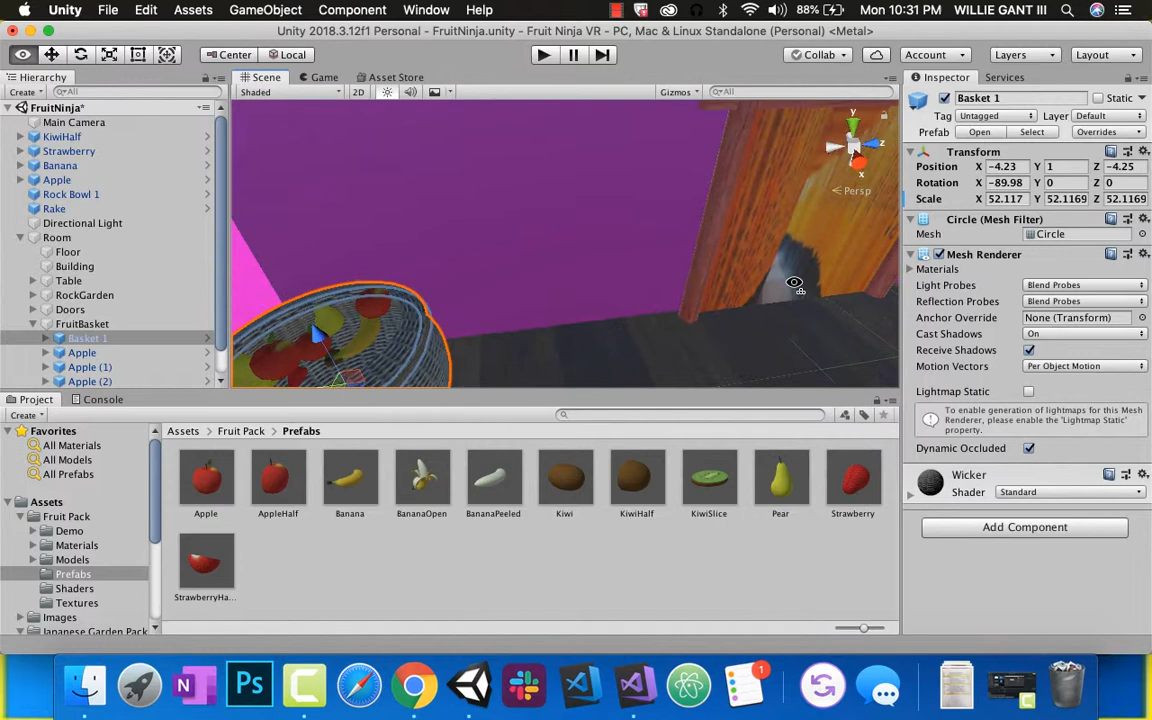 Unity File Edit Assets GameObject Component Window Help 88% Mon 10:31 PM WILLIE GANT III
Unity 2018.3.12f1 Personal - FruitNinja.unity - Fruit Ninja VR - PC, Mac & Linux Standalone (Personal) <Metal>
Center Local Collab Account Layers Layout
Hierarchy Scene Game Asset Store Inspector Services
Create All Shaded 2D Gizmos All
FruitNinja*
Main Camera
KiwiHalf
Strawberry
Banana
Apple
Rock Bowl 1
Rake
Directional Light
Room
Floor
Building
Table
RockGarden
Doors
FruitBasket
Basket 1
Apple
Apple (1)
Apple (2)
y
z
x
Persp
Basket 1 Static
Tag Untagged Layer Default
Prefab Open Select Overrides
Transform
Position X -4.23 Y 1 Z -4.25
Rotation X -89.98 Y 0 Z 0
Scale X 52.117 Y 52.1169 Z 52.1169
Circle (Mesh Filter)
Mesh Circle
Mesh Renderer
Materials
Light Probes Blend Probes
Reflection Probes Blend Probes
Anchor Override None (Transform)
Cast Shadows On
Receive Shadows
Motion Vectors Per Object Motion
Lightmap Static
To enable generation of lightmaps for this Mesh
Renderer, please enable the 'Lightmap Static'
property.
Dynamic Occluded
Wicker
Shader Standard
Add Component
Project Console
Create
Favorites
All Materials
All Models
All Prefabs
Assets
Fruit Pack
Demo
Materials
Models
Prefabs
Shaders
Textures
Images
Japanese Garden Pack
Assets Fruit Pack Prefabs
Apple AppleHalf Banana BananaOpen BananaPeeled Kiwi KiwiHalf KiwiSlice Pear Strawberry
StrawberryHa...
N Ps C 1